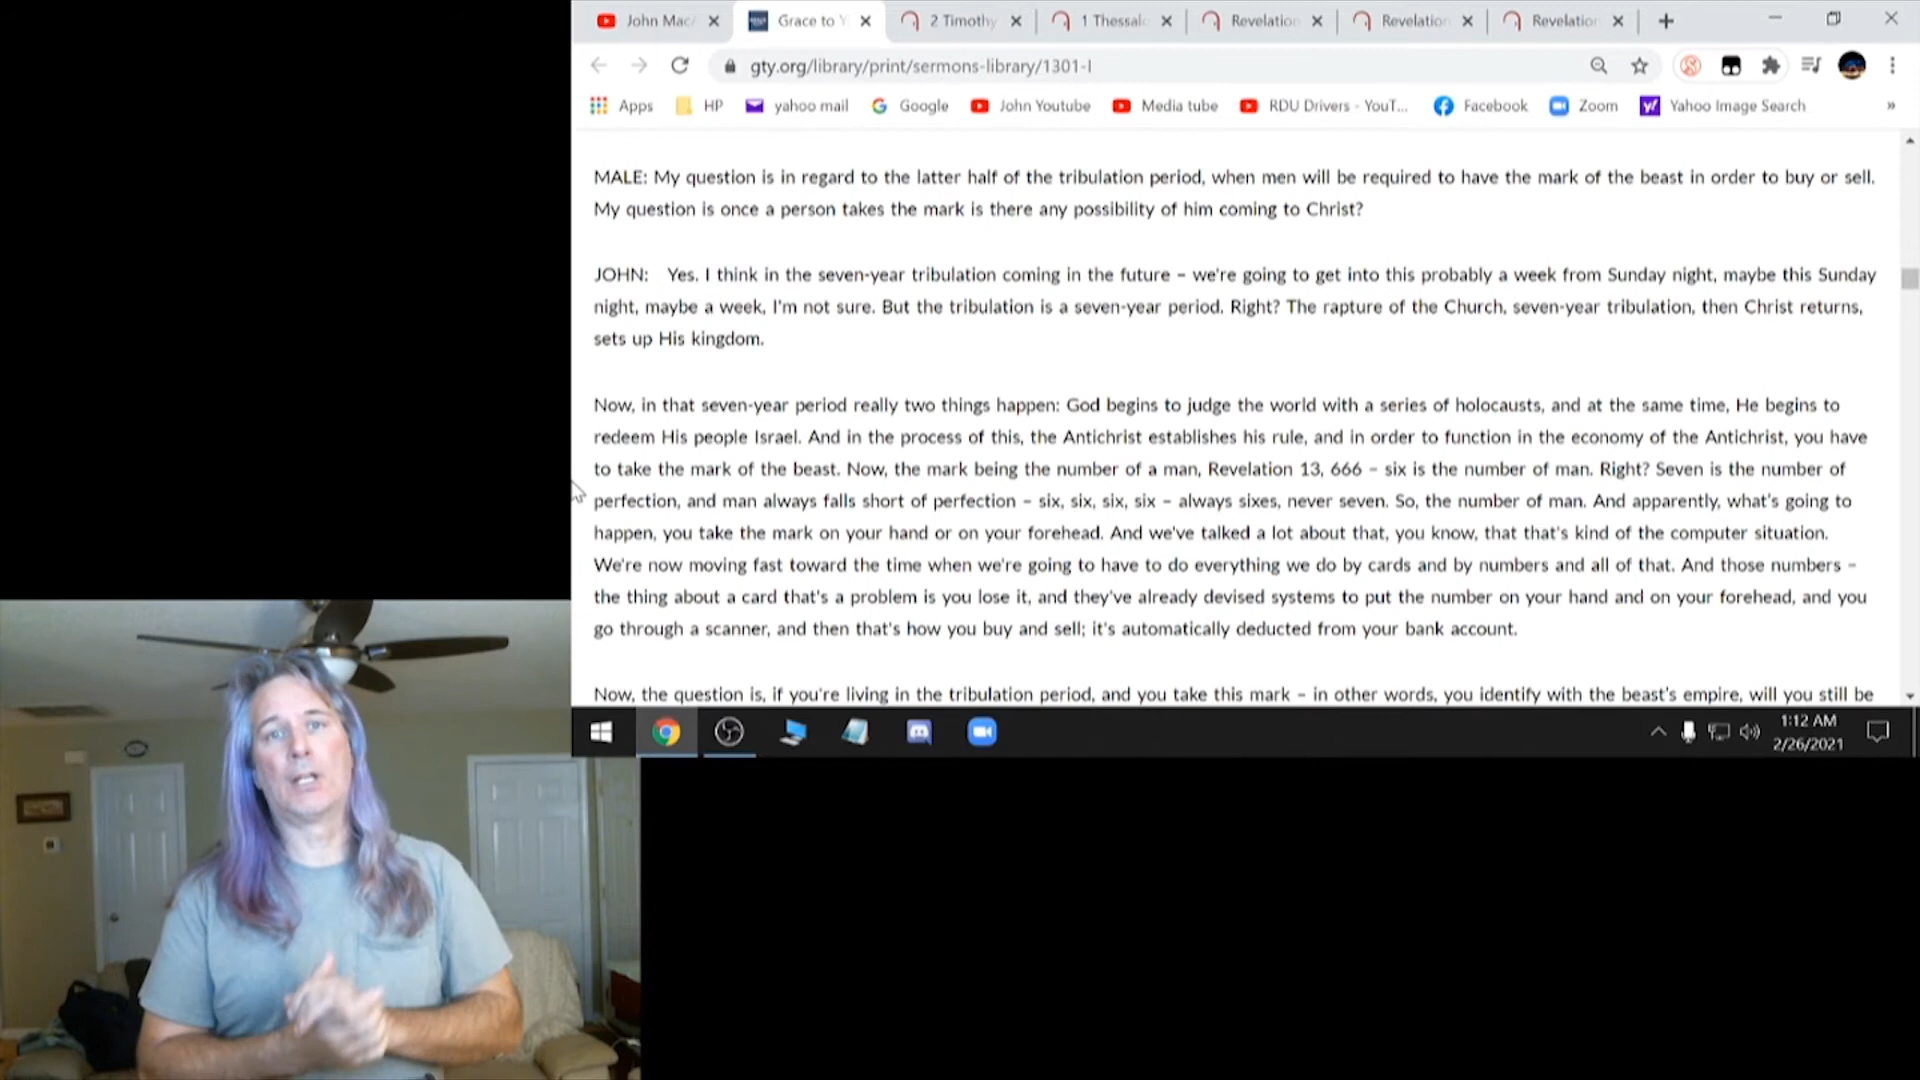 John Mac
Grace to Y
2 Timothy
1 Thessal
Revelation
Revelation
Revelation
gty.org/library/print/sermons-library/1301-I
Apps
HP
yahoo mail
Google
John Youtube
Media tube
RDU Drivers - YouT...
Facebook
Zoom
Yahoo Image Search
»
MALE: My question is in regard to the latter half of the tribulation period, when men will be required to have the mark of the beast in order to buy or sell.
My question is once a person takes the mark is there any possibility of him coming to Christ?
JOHN: Yes. I think in the seven-year tribulation coming in the future – we're going to get into this probably a week from Sunday night, maybe this Sunday
night, maybe a week, I'm not sure. But the tribulation is a seven-year period. Right? The rapture of the Church, seven-year tribulation, then Christ returns,
sets up His kingdom.
Now, in that seven-year period really two things happen: God begins to judge the world with a series of holocausts, and at the same time, He begins to
redeem His people Israel. And in the process of this, the Antichrist establishes his rule, and in order to function in the economy of the Antichrist, you have
to take the mark of the beast. Now, the mark being the number of a man, Revelation 13, 666 – six is the number of man. Right? Seven is the number of
perfection, and man always falls short of perfection – six, six, six, six – always sixes, never seven. So, the number of man. And apparently, what's going to
happen, you take the mark on your hand or on your forehead. And we've talked a lot about that, you know, that that's kind of the computer situation.
We're now moving fast toward the time when we're going to have to do everything we do by cards and by numbers and all of that. And those numbers –
the thing about a card that's a problem is you lose it, and they've already devised systems to put the number on your hand and on your forehead, and you
go through a scanner, and then that's how you buy and sell; it's automatically deducted from your bank account.
Now, the question is, if you're living in the tribulation period, and you take this mark – in other words, you identify with the beast's empire, will you still be
1:12 AM
2/26/2021